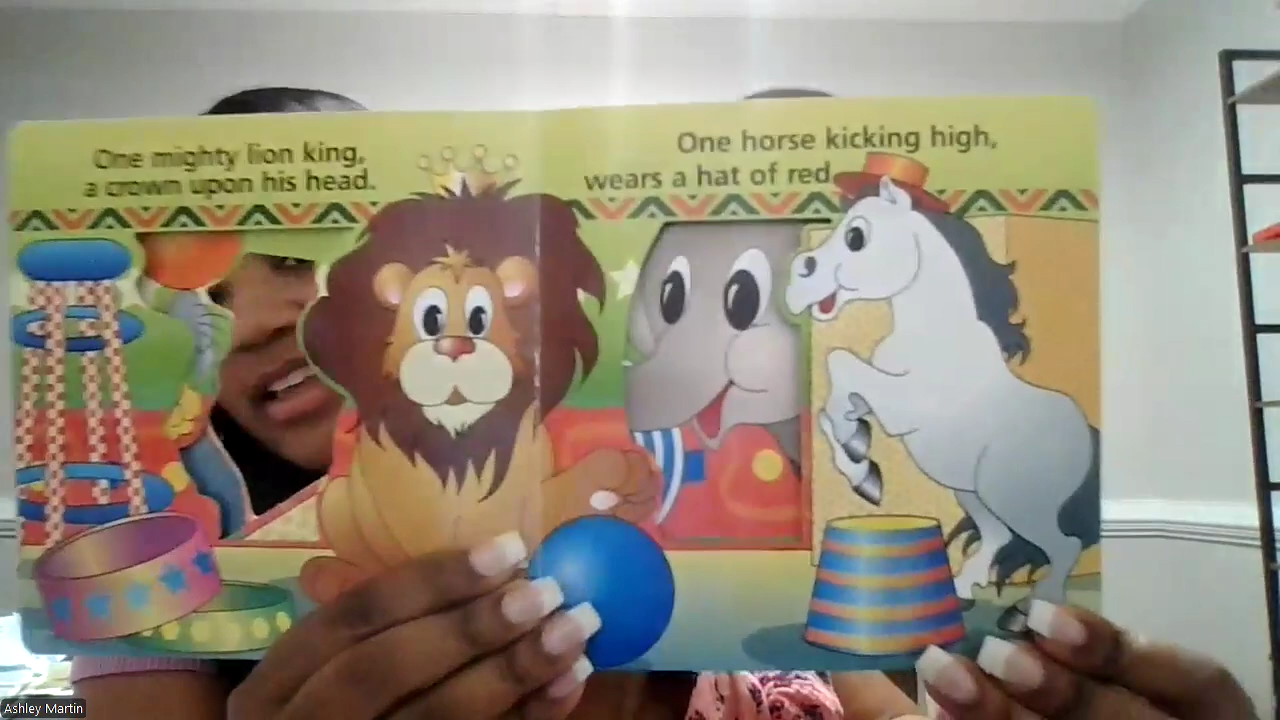 One mighty lion king,
a crown upon his head.
One horse kicking high,
wears a hat of red
Ashley Martin